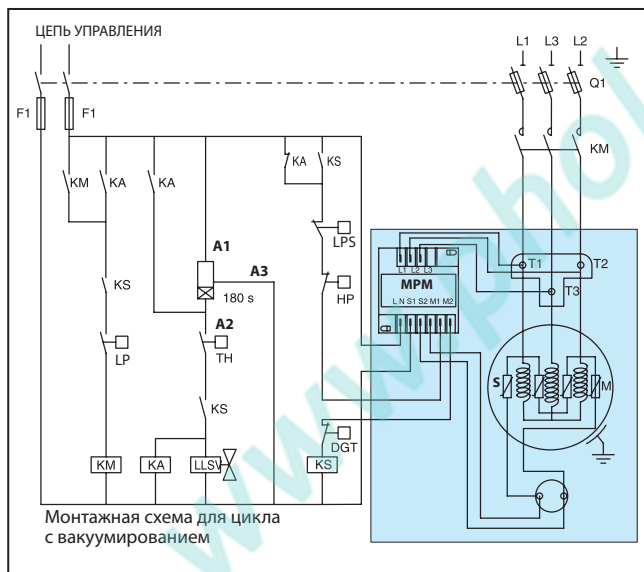 ЦЕПЬ УПРАВЛЕНИЯ
L1 L3 L2
F1 F1 Q1
KM
KM KA KA KA KS
A1
A3
LPS
180 s
HP
A2
TH
KS
LP
KS
L1 L2 L3
MPM
L N S1 S2 M1 M2
T1 T2
T3
S M
DGT
KM KA LLSV KS
Монтажная схема для цикла
с вакуумированием
www.phol